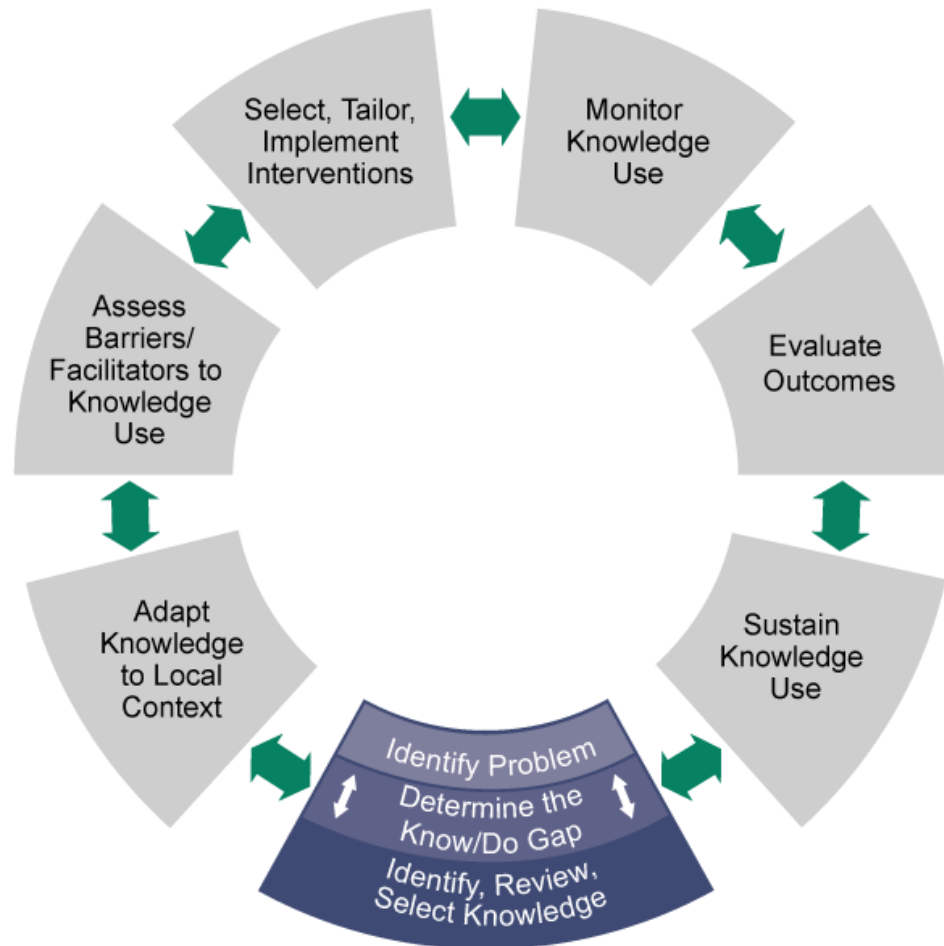 Select, Tailor,
Implement
Interventions
Monitor
Knowledge
Use
Assess
Barriers/
Facilitators to
Knowledge
Use
Evaluate
Outcomes
Adapt
Knowledge
to Local
Context
Sustain
Knowledge
Use
Identify Problem
Determine the
Know/Do Gap
Identify, Review,
Select Knowledge